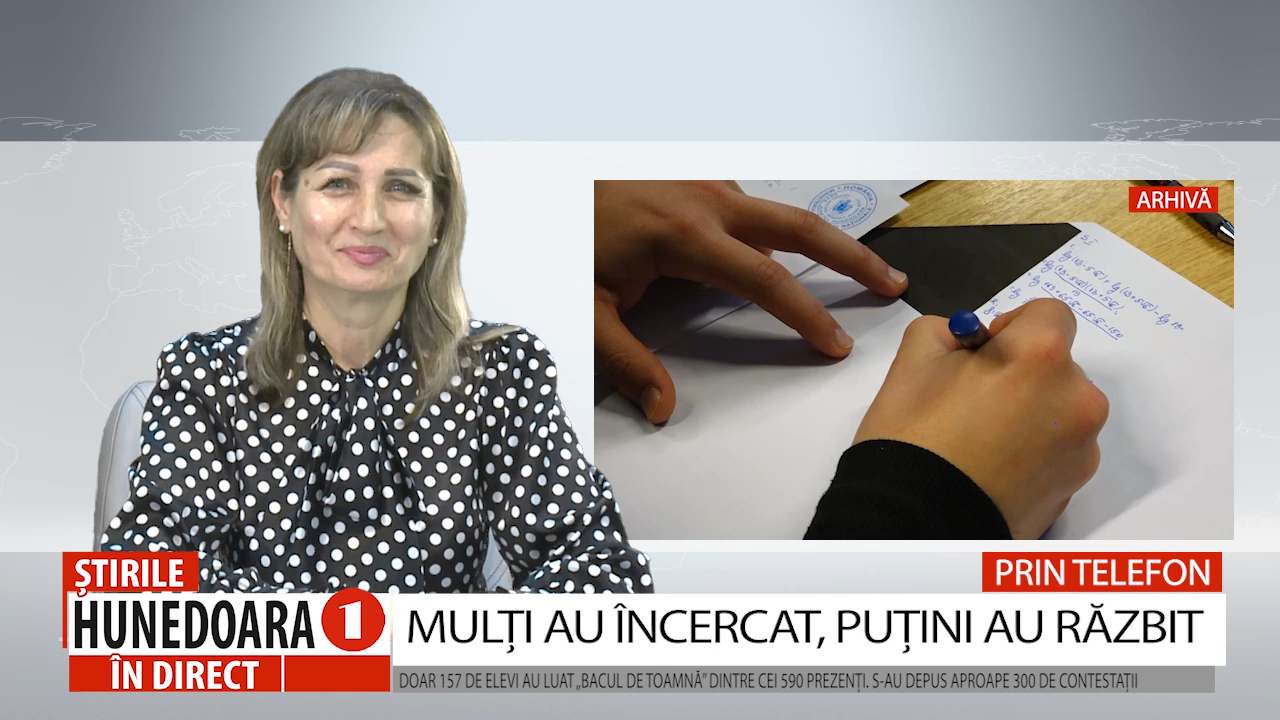 ARHIVĂ
ROMÂNIA
PRIN TELEFON
ȘTIRILE
HUNEDOARA 1
ÎN DIRECT
MULȚI AU ÎNCERCAT, PUȚINI AU RĂZBIT
DOAR 157 DE ELEVI AU LUAT „BACUL DE TOAMNĂ” DINTRE CEI 590 PREZENȚI. S-AU DEPUS APROAPE 300 DE CONTESTAȚII